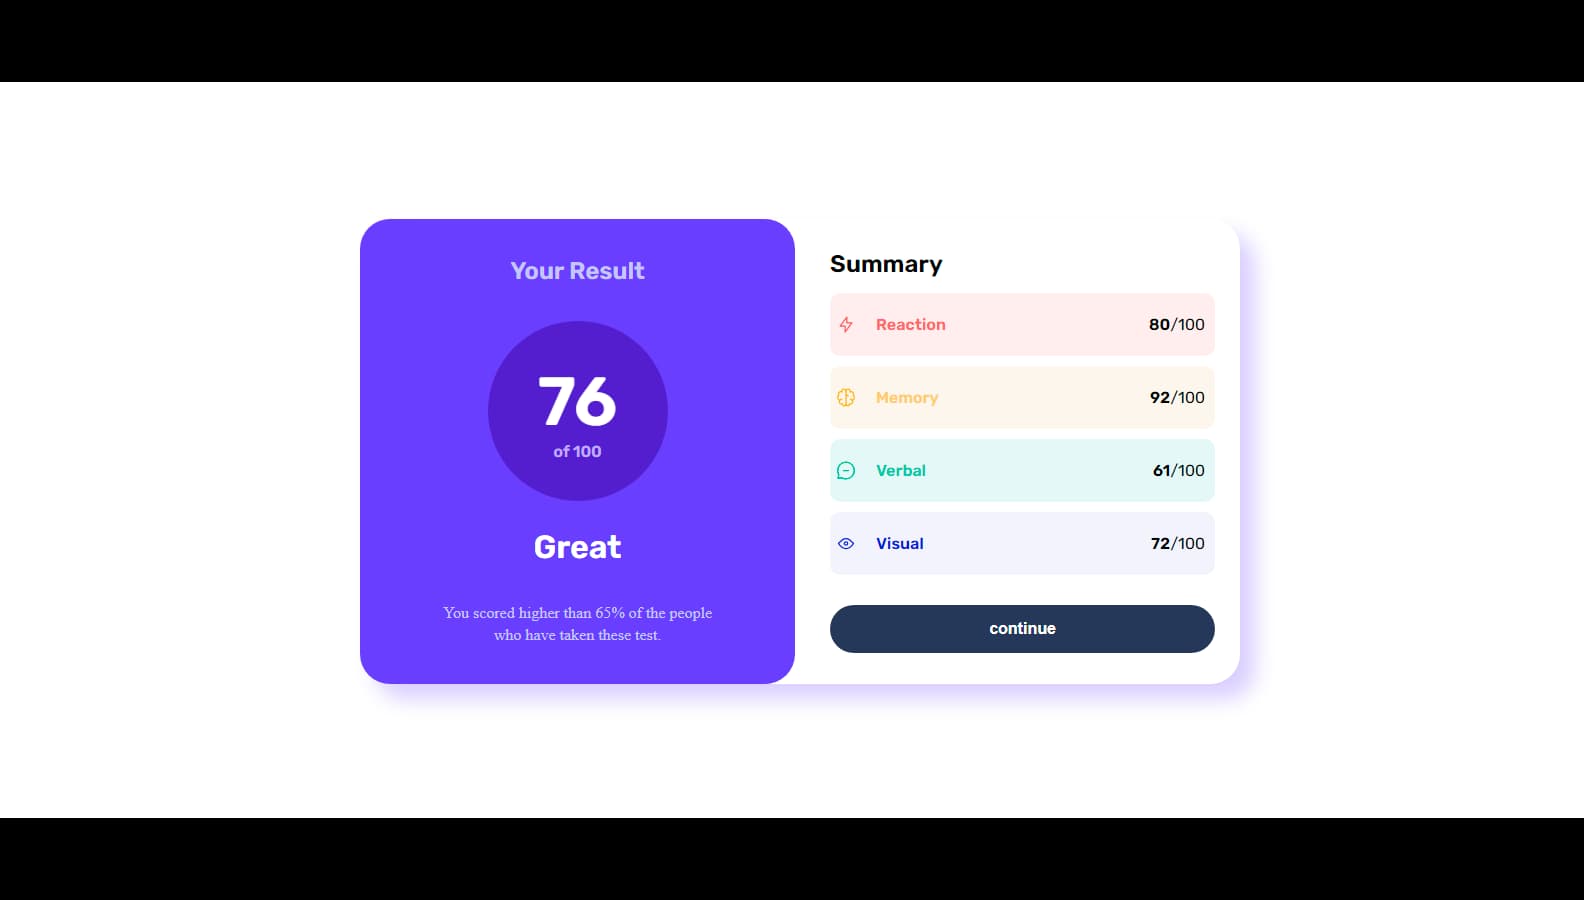 Your Result
76
of 100
Great
You scored higher than 65% of the people
who have taken these test.
Summary
Reaction 80/100
Memory 92/100
Verbal 61/100
Visual 72/100
continue